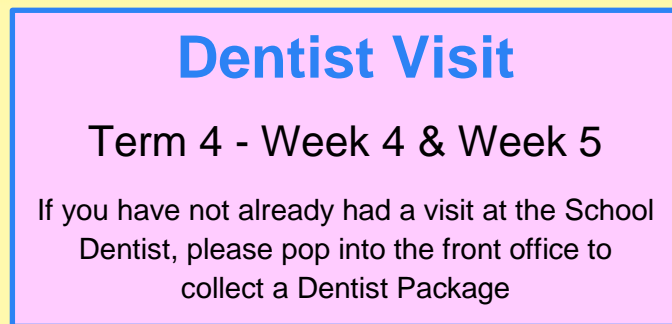 Dentist Visit
Term 4 - Week 4 & Week 5
If you have not already had a visit at the School
Dentist, please pop into the front office to
collect a Dentist Package